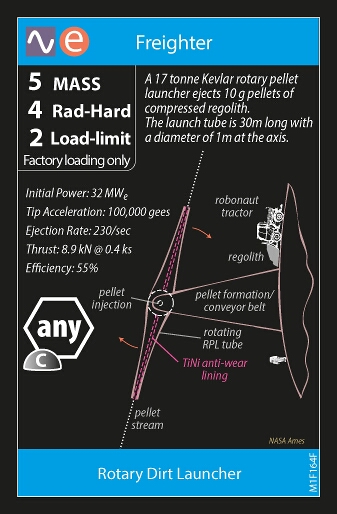 e
Freighter
5 MASS
4 Rad-Hard
2 Load-limit
Factory loading only
A 17 tonne Kevlar rotary pellet
launcher ejects 10 g pellets of
compressed regolith.
The launch tube is 30m long with
a diameter of 1m at the axis.
Initial Power: 32 MWe
Tip Acceleration: 100,000 gees
Ejection Rate: 230/sec
Thrust: 8.9 kN @ 0.4 ks
Efficiency: 55%
any
C
robonaut
tractor
regolith
pellet
injection
pellet formation/
conveyor belt
rotating
RPL tube
TiNi anti-wear
lining
pellet
stream
NASA Ames
Rotary Dirt Launcher
M1F164F